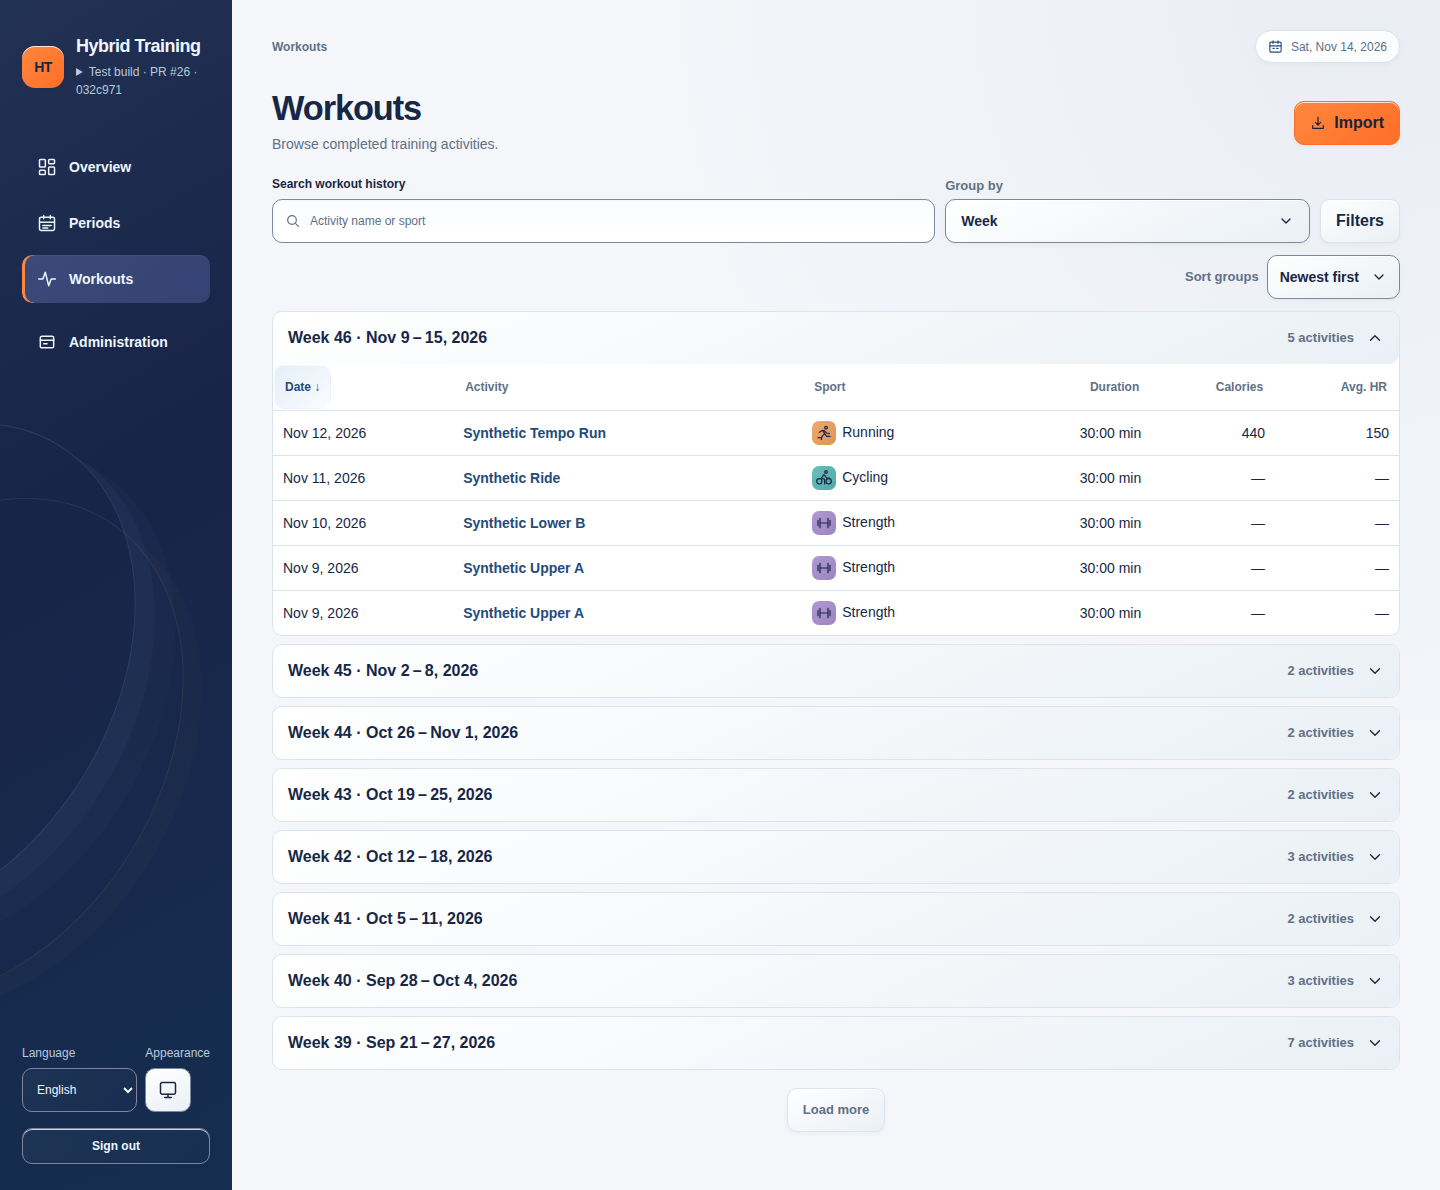 HT
Hybrid Training
Test build · PR #26 · 032c971
Overview
Periods
Workouts
Administration
Language
Appearance
English
Sign out
Workouts
Sat, Nov 14, 2026
Workouts
Browse completed training activities.
Import
Search workout history
Activity name or sport
Group by
Week
Filters
Sort groups
Newest first
Week 46 · Nov 9 – 15, 2026 5 activities
Date ↓ Activity Sport Duration Calories Avg. HR
Nov 12, 2026 Synthetic Tempo Run Running 30:00 min 440 150
Nov 11, 2026 Synthetic Ride Cycling 30:00 min — —
Nov 10, 2026 Synthetic Lower B Strength 30:00 min — —
Nov 9, 2026 Synthetic Upper A Strength 30:00 min — —
Nov 9, 2026 Synthetic Upper A Strength 30:00 min — —
Week 45 · Nov 2 – 8, 2026 2 activities
Week 44 · Oct 26 – Nov 1, 2026 2 activities
Week 43 · Oct 19 – 25, 2026 2 activities
Week 42 · Oct 12 – 18, 2026 3 activities
Week 41 · Oct 5 – 11, 2026 2 activities
Week 40 · Sep 28 – Oct 4, 2026 3 activities
Week 39 · Sep 21 – 27, 2026 7 activities
Load more